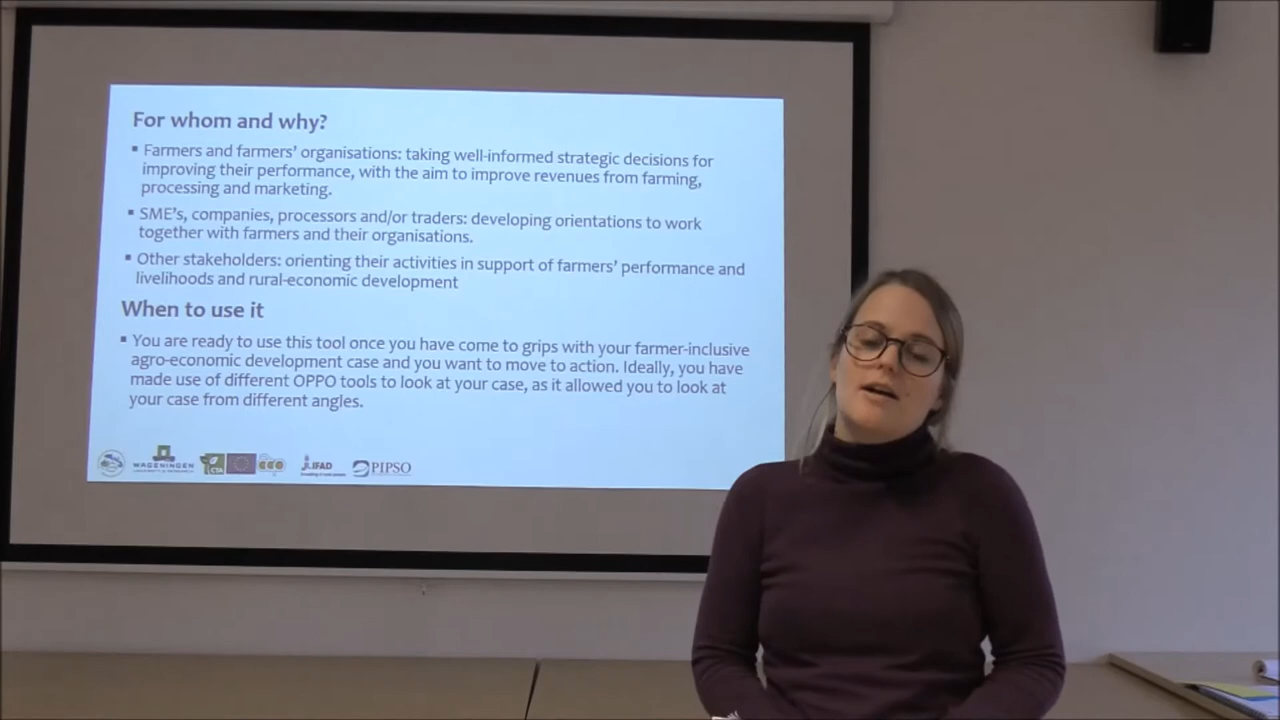 For whom and why?
▪ Farmers and farmers' organisations: taking well-informed strategic decisions for
improving their performance, with the aim to improve revenues from farming,
processing and marketing.
▪ SME's, companies, processors and/or traders: developing orientations to work
together with farmers and their organisations.
▪ Other stakeholders: orienting their activities in support of farmers' performance and
livelihoods and rural-economic development
When to use it
▪ You are ready to use this tool once you have come to grips with your farmer-inclusive
agro-economic development case and you want to move to action. Ideally, you have
made use of different OPPO tools to look at your case, as it allowed you to look at
your case from different angles.
WAGENINGEN
CTA
IFAD
PIPSO